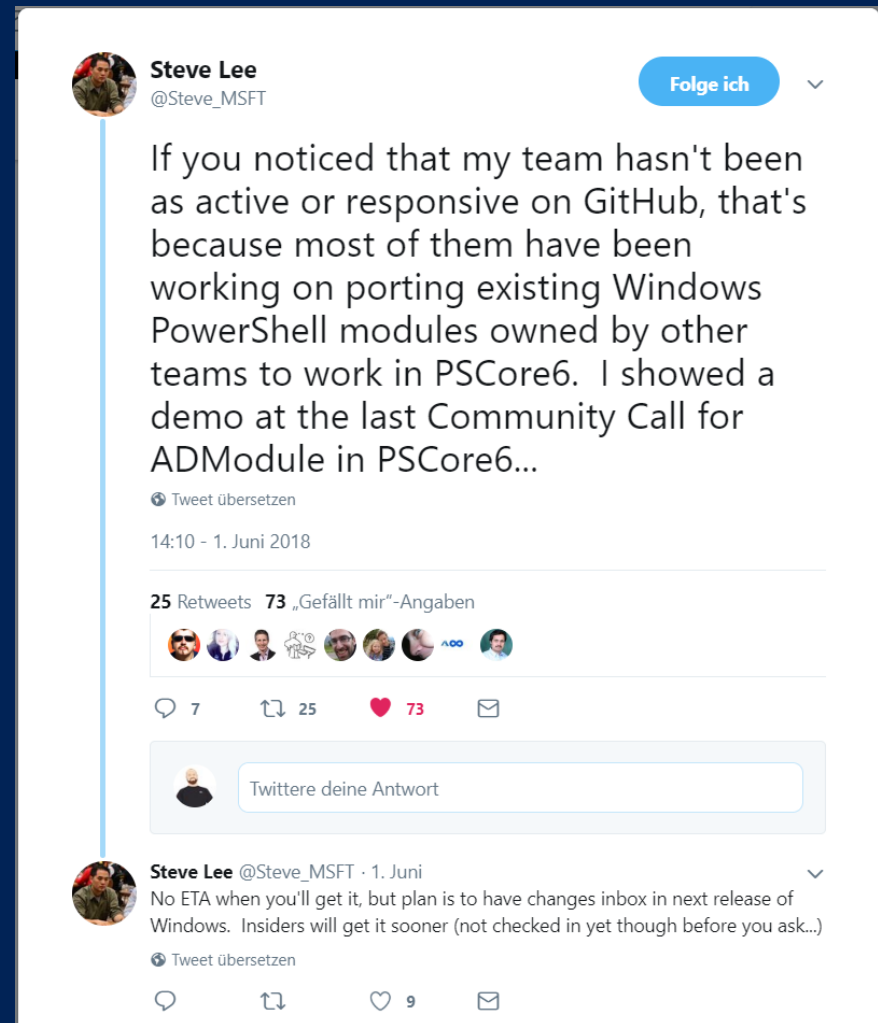 Steve Lee
@Steve_MSFT
Folge ich
If you noticed that my team hasn't been
as active or responsive on GitHub, that's
because most of them have been
working on porting existing Windows
PowerShell modules owned by other
teams to work in PSCore6.  I showed a
demo at the last Community Call for
ADModule in PSCore6...
Tweet übersetzen
14:10 - 1. Juni 2018
25 Retweets 73 „Gefällt mir“-Angaben
7 25 73
Twittere deine Antwort
Steve Lee @Steve_MSFT · 1. Juni
No ETA when you'll get it, but plan is to have changes inbox in next release of
Windows.  Insiders will get it sooner (not checked in yet though before you ask...)
Tweet übersetzen
9